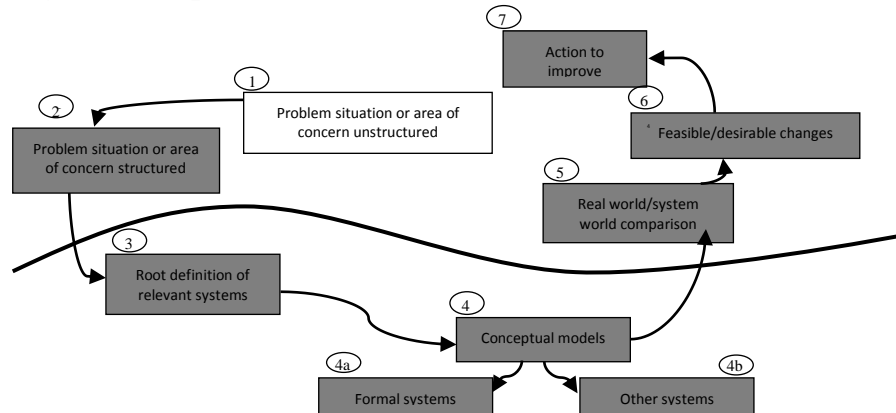 1
Problem situation or area of
concern unstructured
2
Problem situation or area
of concern structured
3
Root definition of
relevant systems
4
Conceptual models
4a
Formal systems
4b
Other systems
5
Real world/system
world comparison
6
Feasible/desirable changes
7
Action to
improve